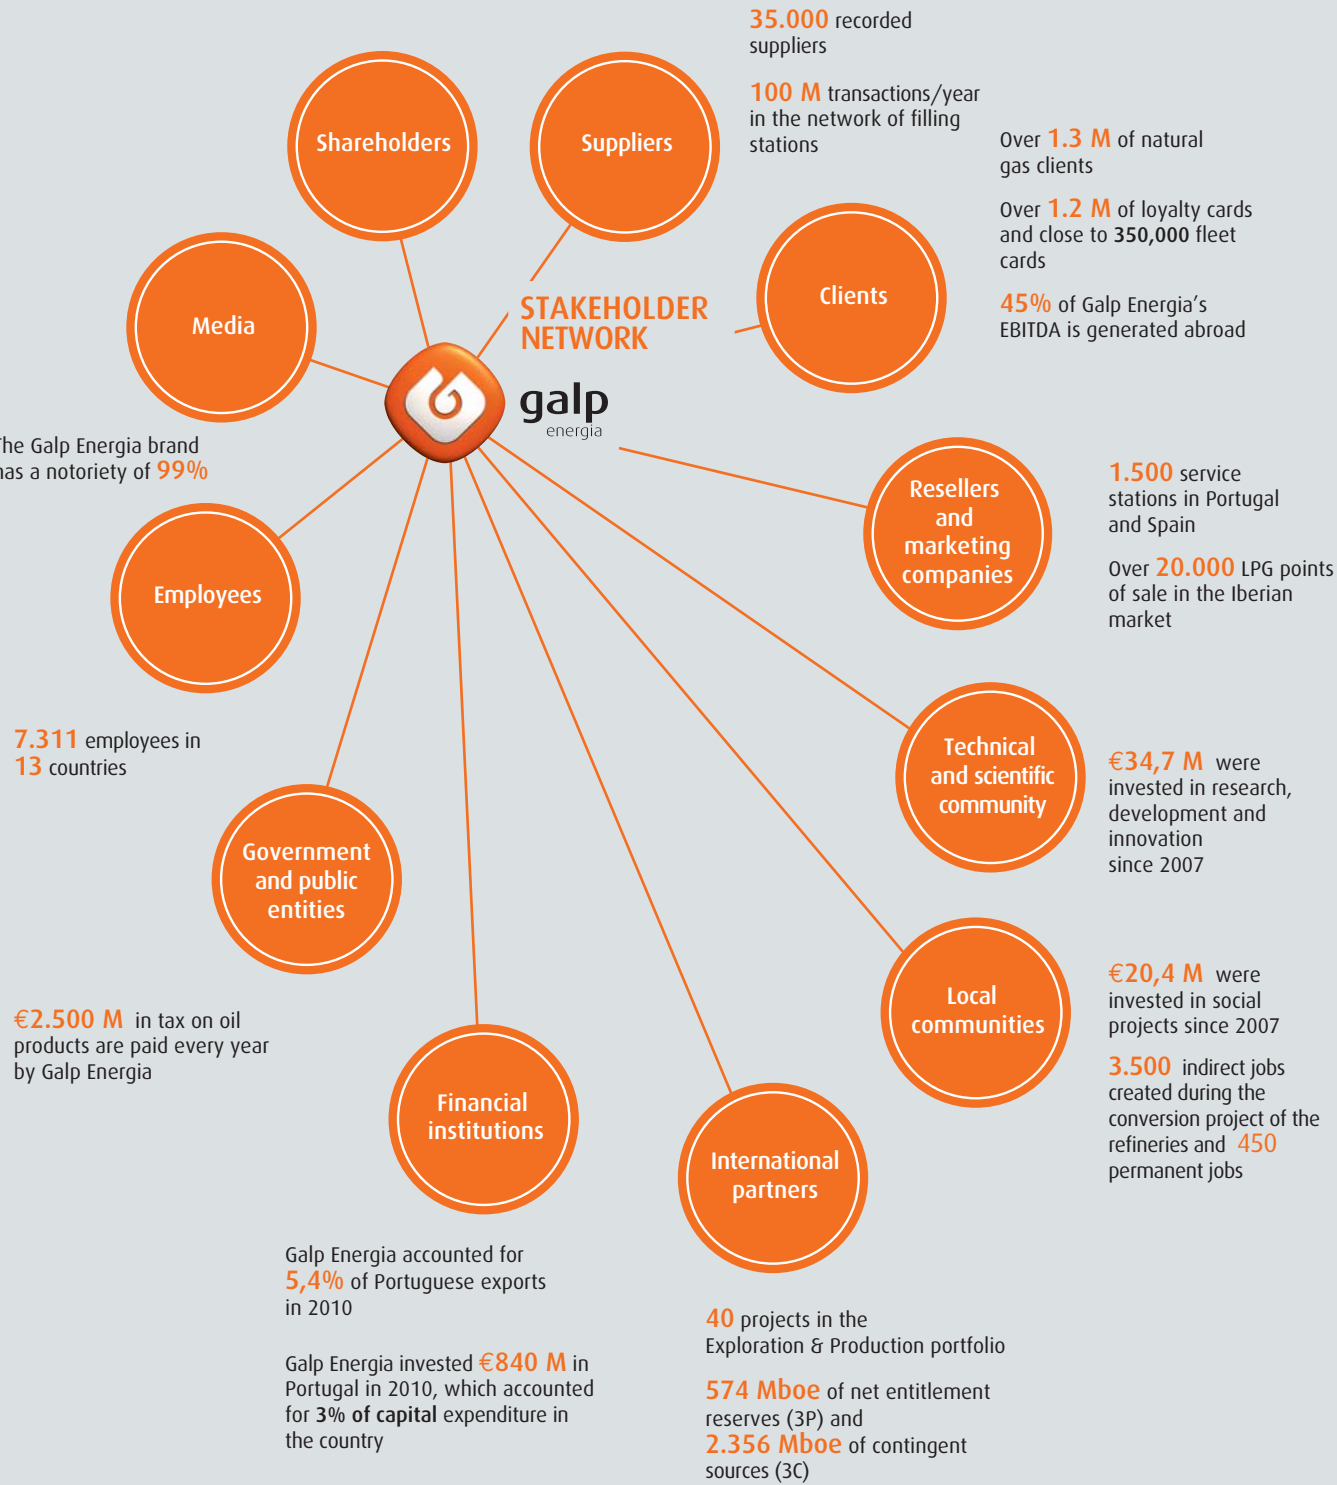 35.000 recorded
suppliers
100 M transactions/year
in the network of filling
stations
Shareholders
Suppliers
Over 1.3 M of natural
gas clients
Over 1.2 M of loyalty cards
and close to 350,000 fleet
cards
45% of Galp Energia’s
EBITDA is generated abroad
Clients
Media
STAKEHOLDER
NETWORK
galp
energia
The Galp Energia brand
has a notoriety of 99%
Resellers
and
marketing
companies
1.500 service
stations in Portugal
and Spain
Over 20.000 LPG points
of sale in the Iberian
market
Employees
7.311 employees in
13 countries
Technical
and scientific
community
€34,7 M were
invested in research,
development and
innovation
since 2007
Government
and public
entities
€2.500 M in tax on oil
products are paid every year
by Galp Energia
Local
communities
€20,4 M were
invested in social
projects since 2007
3.500 indirect jobs
created during the
conversion project of the
refineries and 450
permanent jobs
Financial
institutions
International
partners
Galp Energia accounted for
5,4% of Portuguese exports
in 2010
Galp Energia invested €840 M in
Portugal in 2010, which accounted
for 3% of capital expenditure in
the country
40 projects in the
Exploration & Production portfolio
574 Mboe of net entitlement
reserves (3P) and
2.356 Mboe of contingent
sources (3C)